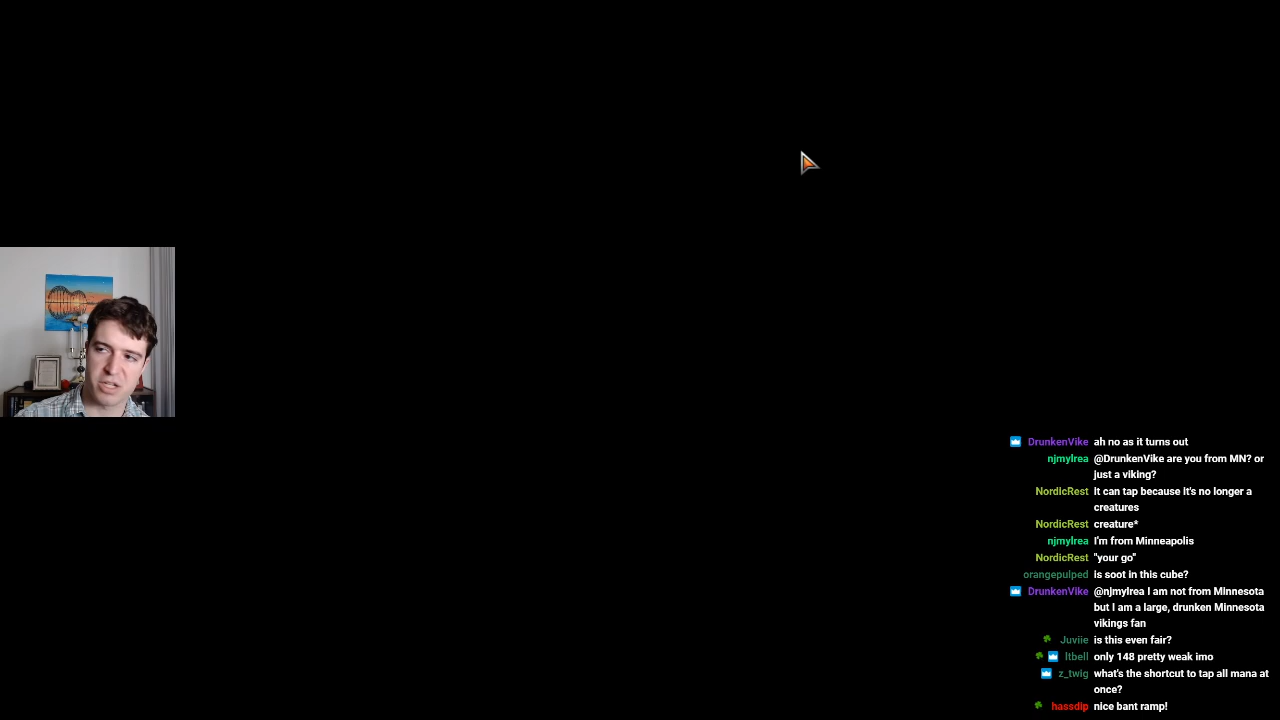 DrunkenVike ah no as it turns out
njmylrea @DrunkenVike are you from MN? or
just a viking?
NordicRest it can tap because it's no longer a
creatures
NordicRest creature*
njmylrea I'm from Minneapolis
NordicRest "your go"
orangepulped is soot in this cube?
DrunkenVike @njmylrea I am not from Minnesota
but I am a large, drunken Minnesota
vikings fan
Juviie is this even fair?
ltbell only 148 pretty weak imo
z_twig what's the shortcut to tap all mana at
once?
hassdip nice bant ramp!